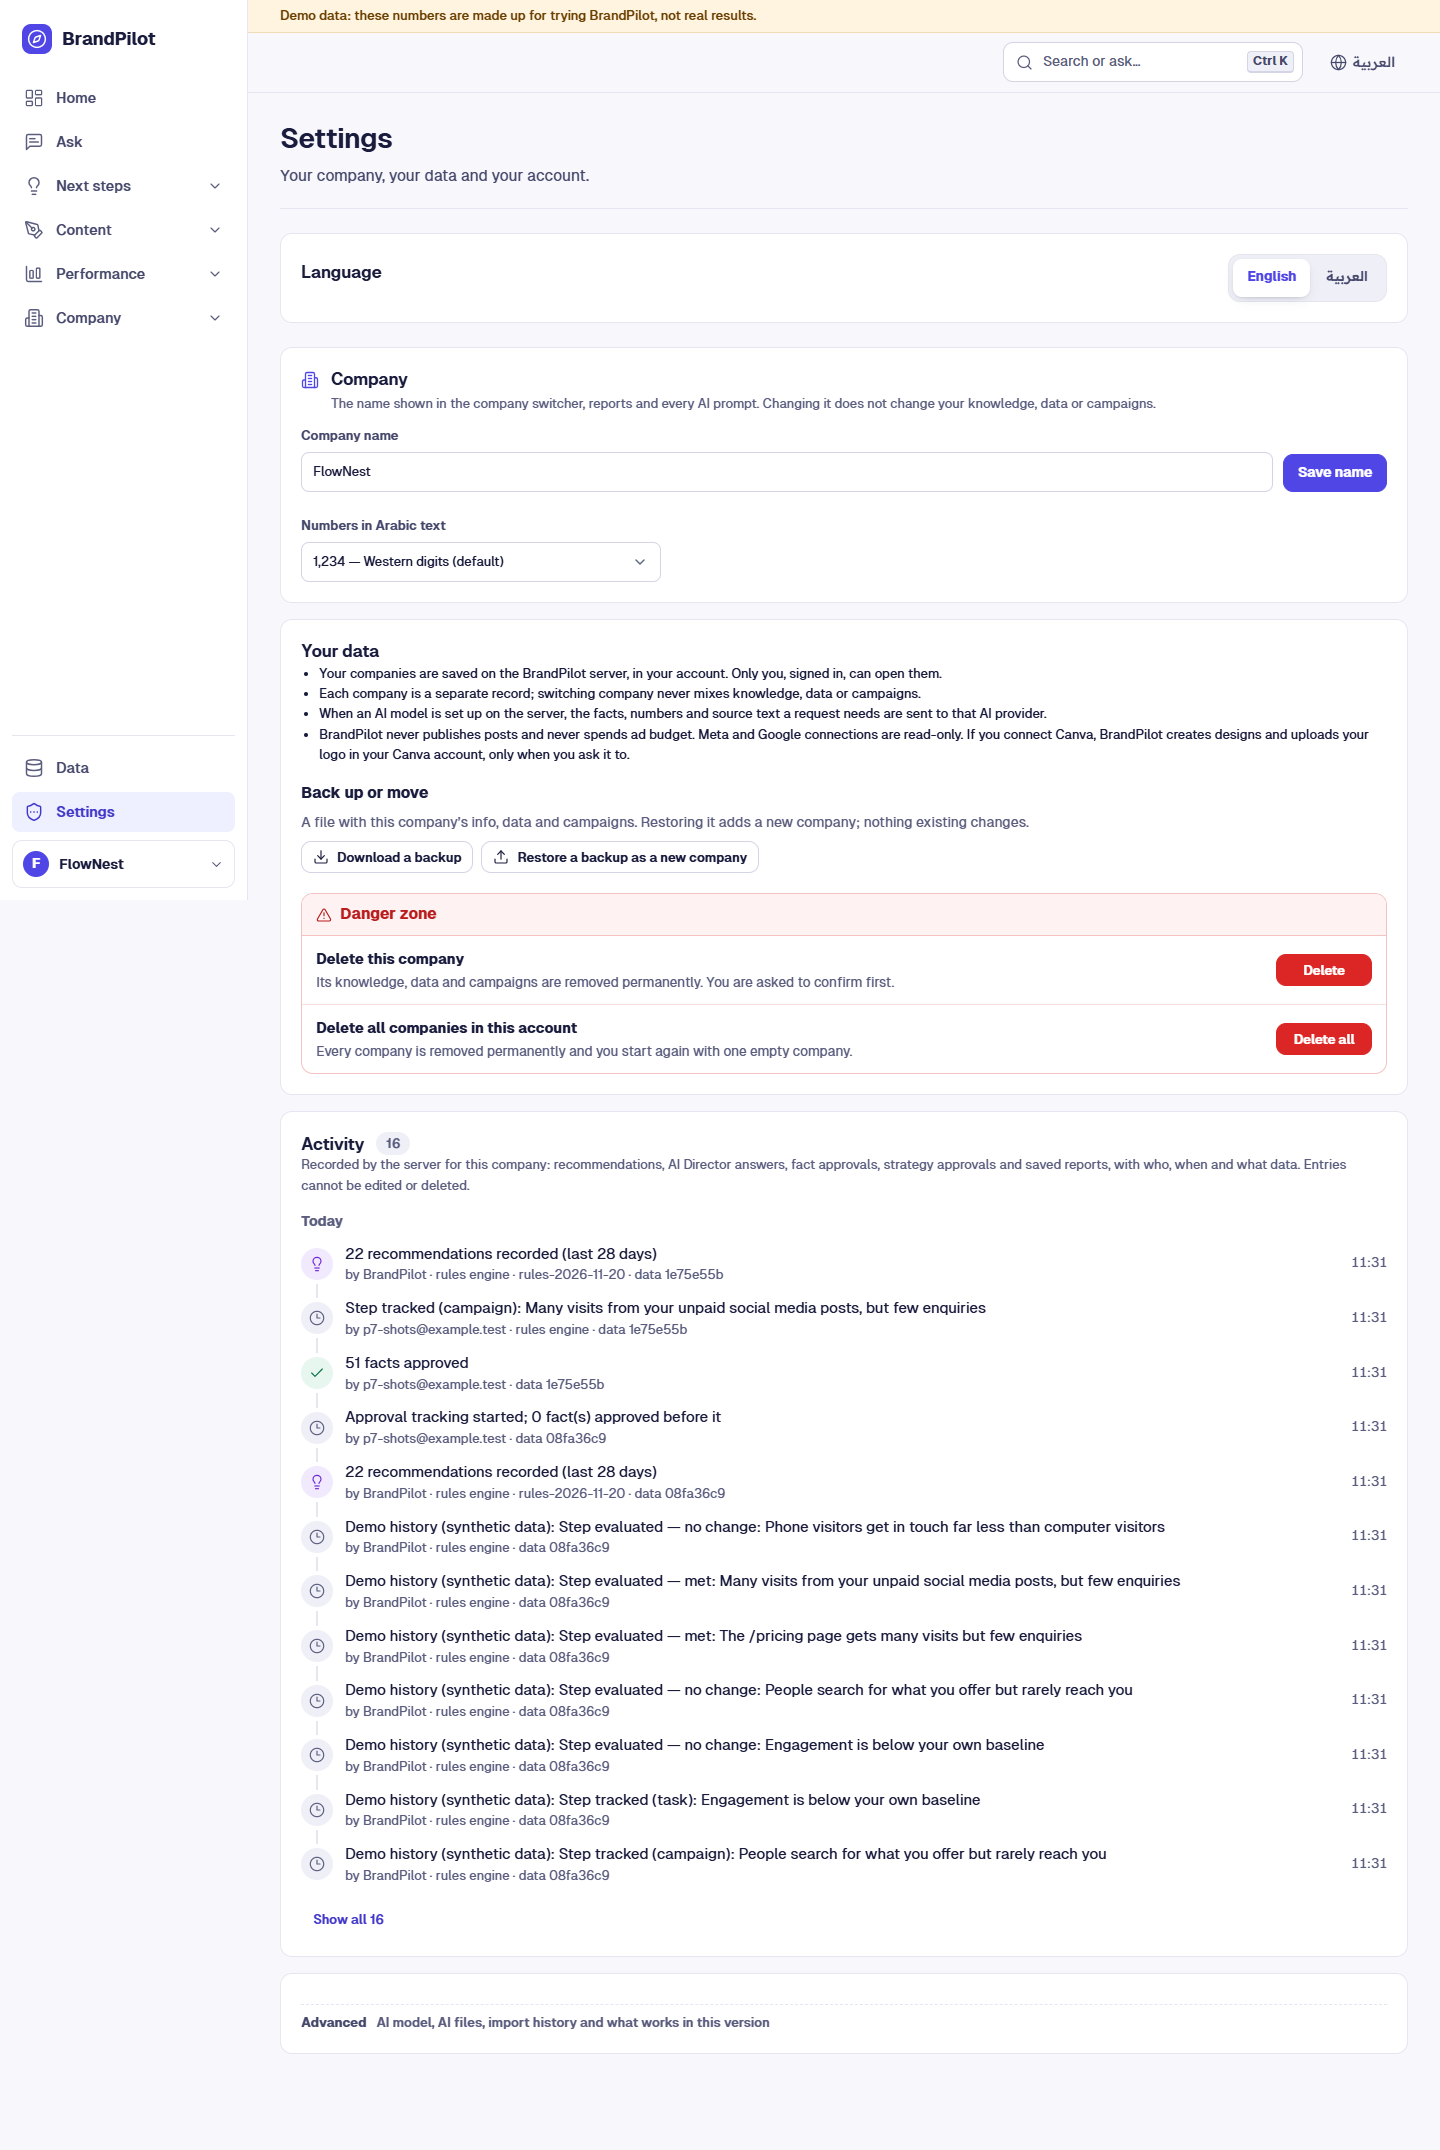 Demo data: these numbers are made up for trying BrandPilot, not real results.
BrandPilot
Search or ask...
Ctrl K
العربية
Home
Ask
Next steps
Content
Performance
Company
Data
Settings
F
FlowNest
Settings
Your company, your data and your account.
Language
English
العربية
Company
The name shown in the company switcher, reports and every AI prompt. Changing it does not change your knowledge, data or campaigns.
Company name
FlowNest
Save name
Numbers in Arabic text
1,234 — Western digits (default)
Your data
• Your companies are saved on the BrandPilot server, in your account. Only you, signed in, can open them.
• Each company is a separate record; switching company never mixes knowledge, data or campaigns.
• When an AI model is set up on the server, the facts, numbers and source text a request needs are sent to that AI provider.
• BrandPilot never publishes posts and never spends ad budget. Meta and Google connections are read-only. If you connect Canva, BrandPilot creates designs and uploads your
logo in your Canva account, only when you ask it to.
Back up or move
A file with this company's info, data and campaigns. Restoring it adds a new company; nothing existing changes.
Download a backup
Restore a backup as a new company
Danger zone
Delete this company
Its knowledge, data and campaigns are removed permanently. You are asked to confirm first.
Delete
Delete all companies in this account
Every company is removed permanently and you start again with one empty company.
Delete all
Activity 16
Recorded by the server for this company: recommendations, AI Director answers, fact approvals, strategy approvals and saved reports, with who, when and what data. Entries
cannot be edited or deleted.
Today
22 recommendations recorded (last 28 days)
by BrandPilot · rules engine · rules-2026-11-20 · data 1e75e55b
11:31
Step tracked (campaign): Many visits from your unpaid social media posts, but few enquiries
by p7-shots@example.test · rules engine · data 1e75e55b
11:31
51 facts approved
by p7-shots@example.test · data 1e75e55b
11:31
Approval tracking started; 0 fact(s) approved before it
by p7-shots@example.test · data 08fa36c9
11:31
22 recommendations recorded (last 28 days)
by BrandPilot · rules engine · rules-2026-11-20 · data 08fa36c9
11:31
Demo history (synthetic data): Step evaluated — no change: Phone visitors get in touch far less than computer visitors
by BrandPilot · rules engine · data 08fa36c9
11:31
Demo history (synthetic data): Step evaluated — met: Many visits from your unpaid social media posts, but few enquiries
by BrandPilot · rules engine · data 08fa36c9
11:31
Demo history (synthetic data): Step evaluated — met: The /pricing page gets many visits but few enquiries
by BrandPilot · rules engine · data 08fa36c9
11:31
Demo history (synthetic data): Step evaluated — no change: People search for what you offer but rarely reach you
by BrandPilot · rules engine · data 08fa36c9
11:31
Demo history (synthetic data): Step evaluated — no change: Engagement is below your own baseline
by BrandPilot · rules engine · data 08fa36c9
11:31
Demo history (synthetic data): Step tracked (task): Engagement is below your own baseline
by BrandPilot · rules engine · data 08fa36c9
11:31
Demo history (synthetic data): Step tracked (campaign): People search for what you offer but rarely reach you
by BrandPilot · rules engine · data 08fa36c9
11:31
Show all 16
Advanced AI model, AI files, import history and what works in this version